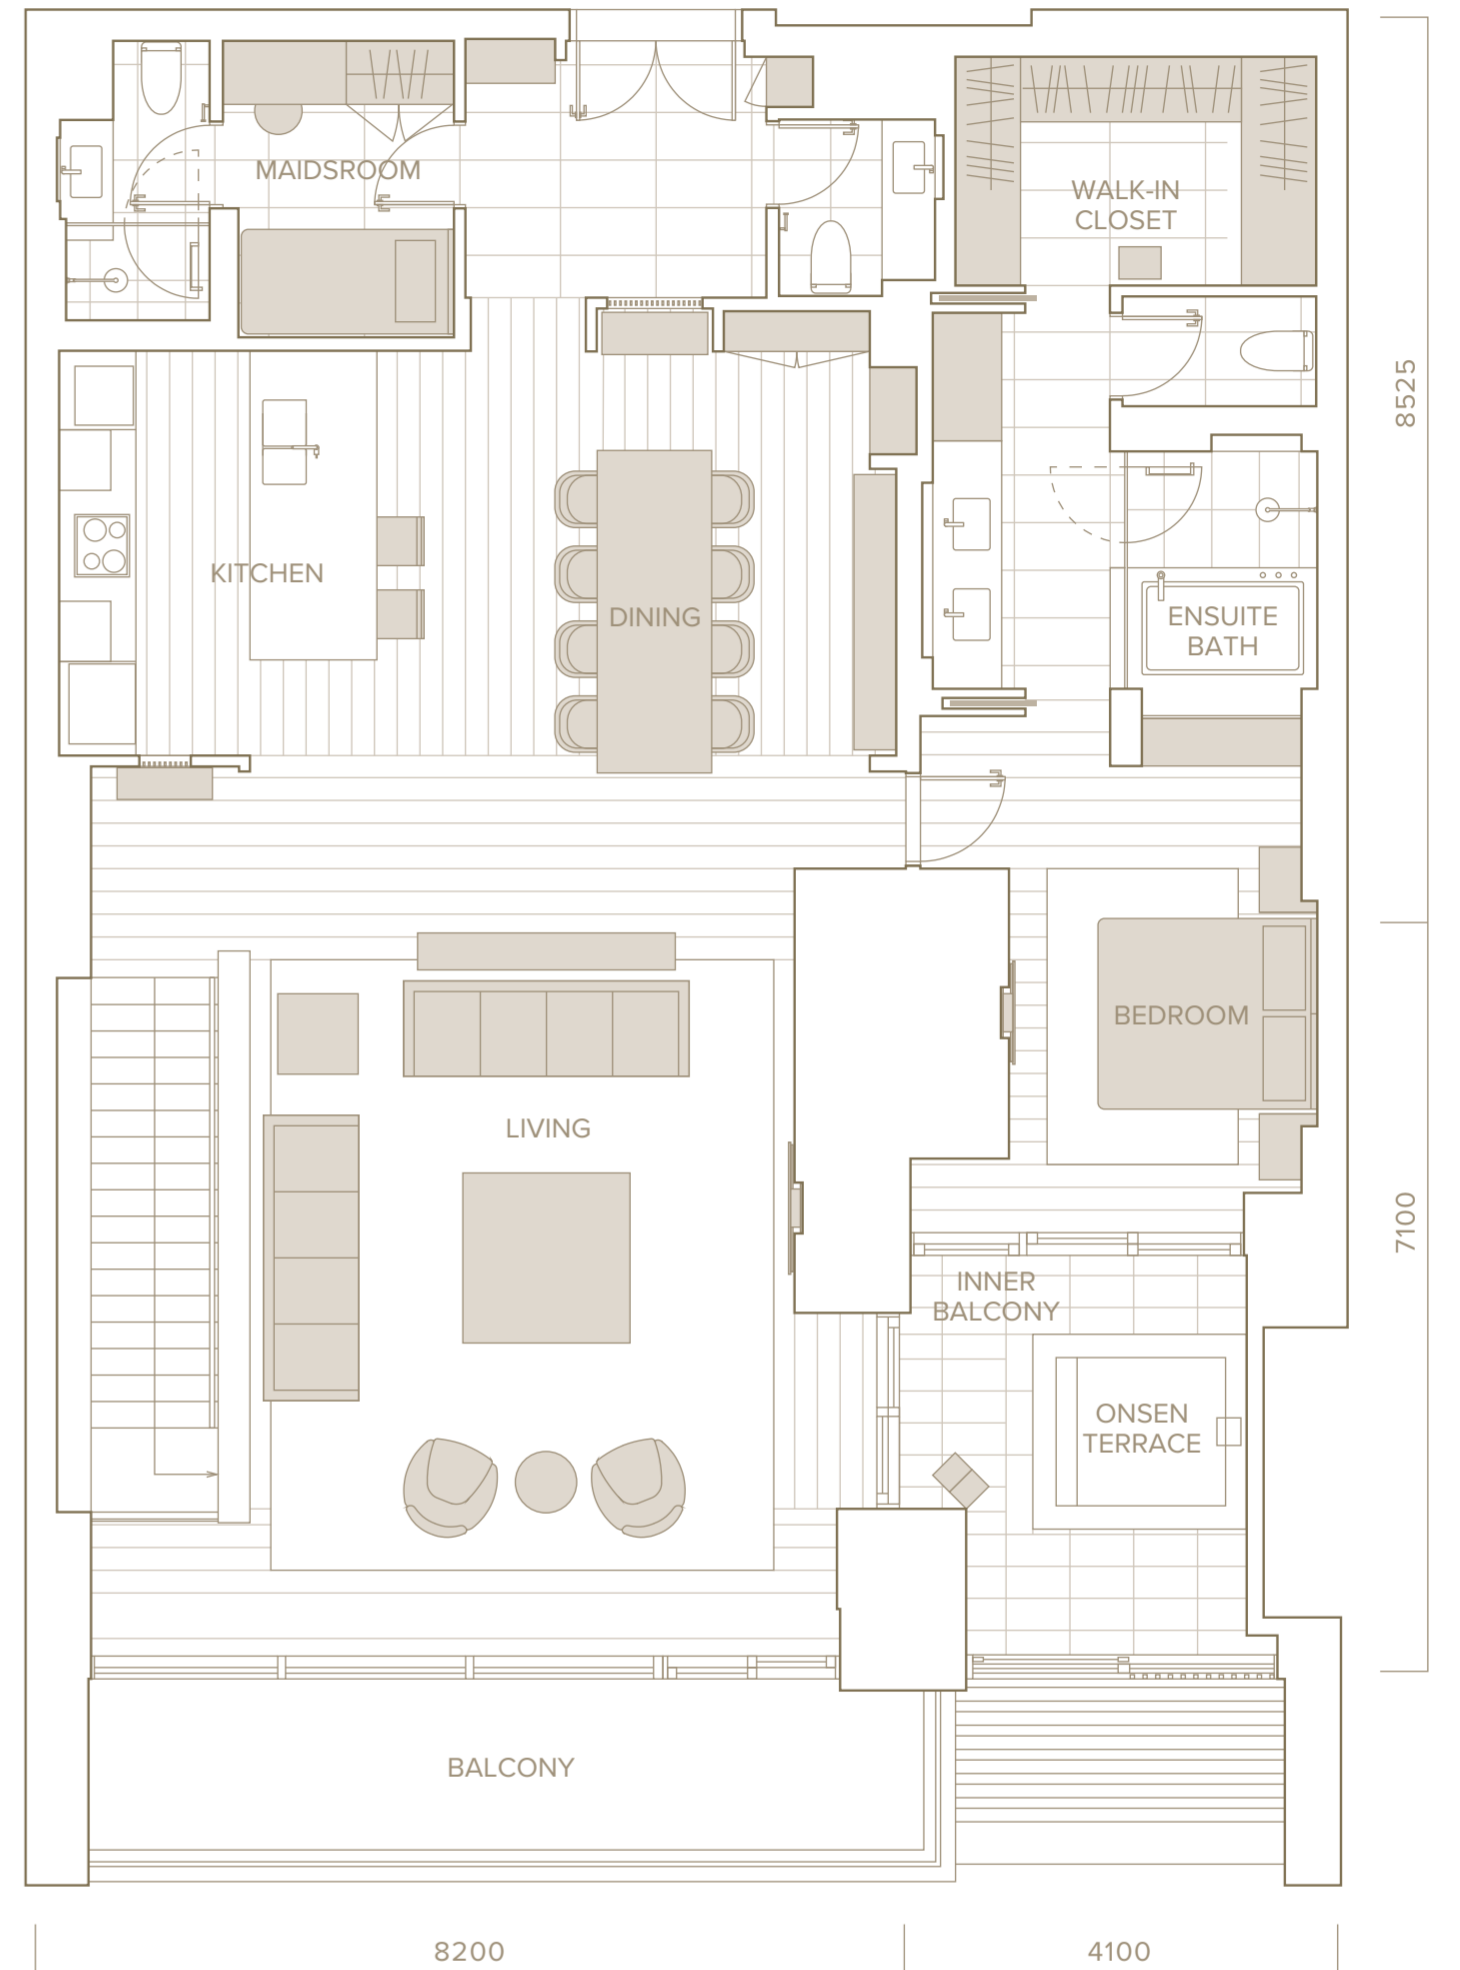 MAIDSROOM
WALK-IN
CLOSET
8525
KITCHEN
DINING
ENSUITE
BATH
BEDROOM
LIVING
7100
INNER
BALCONY
ONSEN
TERRACE
BALCONY
8200
4100